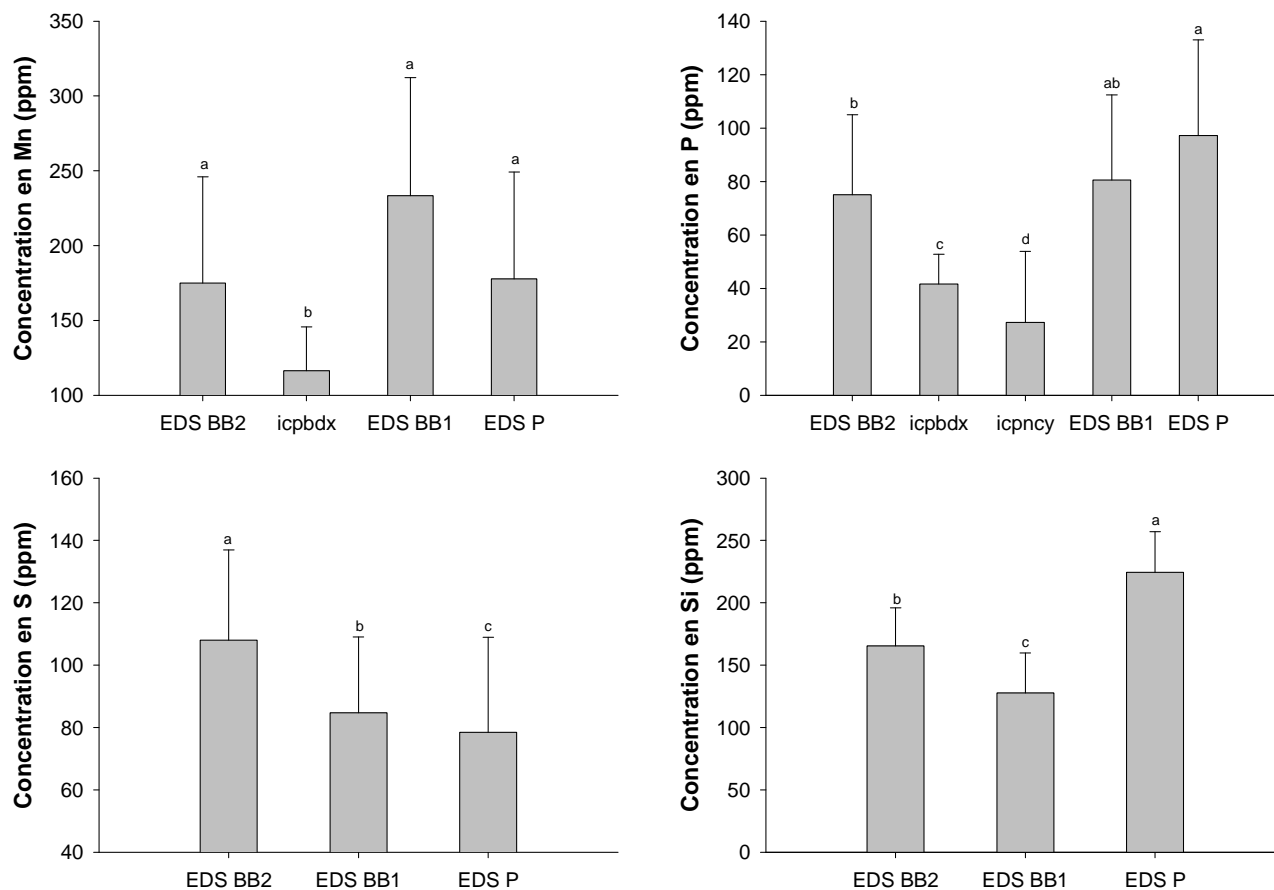 Concentration en Mn (ppm)
350
300
250
200
150
100
a
b
a
a
EDS BB2 icpbdx EDS BB1 EDS P
Concentration en P (ppm)
140
120
100
80
60
40
20
0
b
c
d
ab
a
EDS BB2 icpbdx icpncy EDS BB1 EDS P
Concentration en S (ppm)
160
140
120
100
80
60
40
a
b
c
EDS BB2 EDS BB1 EDS P
Concentration en Si (ppm)
300
250
200
150
100
50
0
b
c
a
EDS BB2 EDS BB1 EDS P